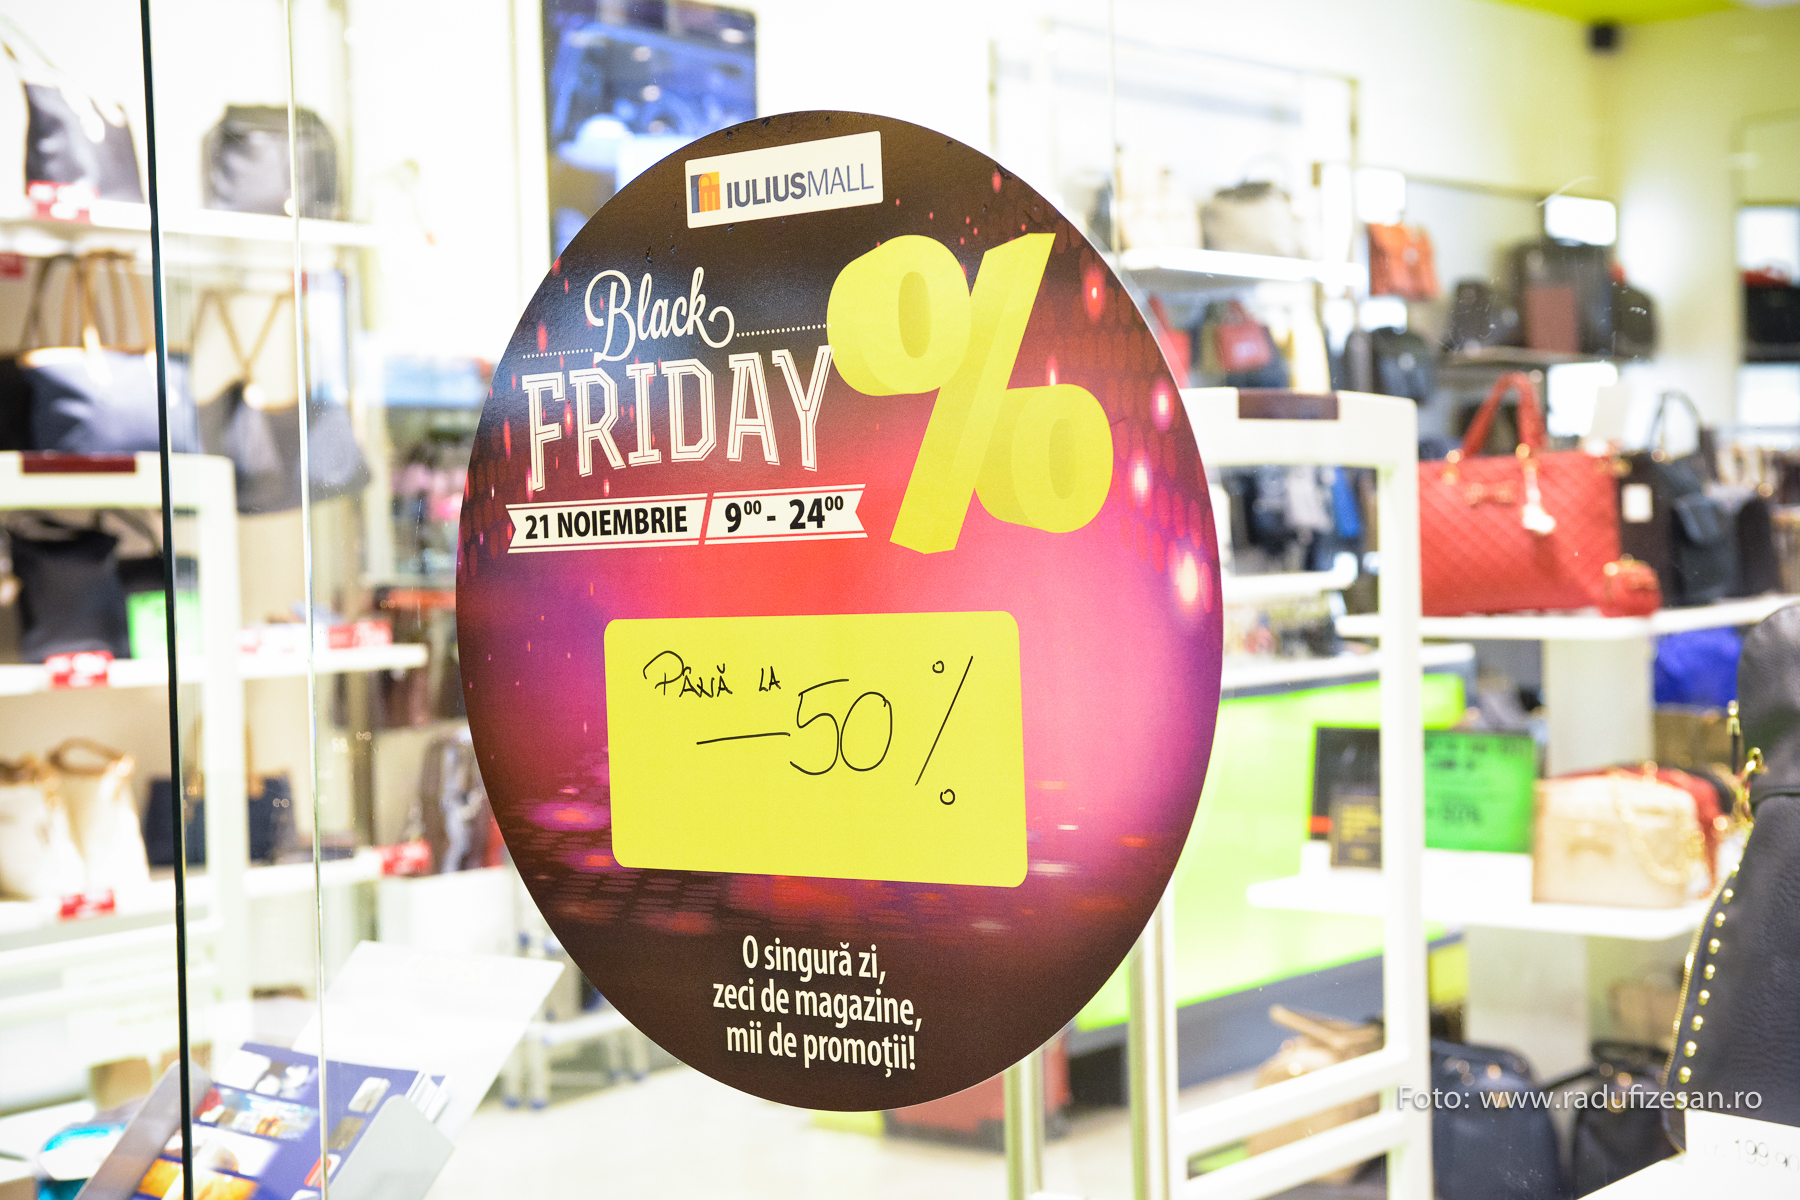 IULIUSMALL
Black
FRIDAY
%
21 NOIEMBRIE 9⁰⁰ - 24⁰⁰
PÂNĂ LA
-50%
O singură zi,
zeci de magazine,
mii de promoții!
Foto: www.radufizesan.ro